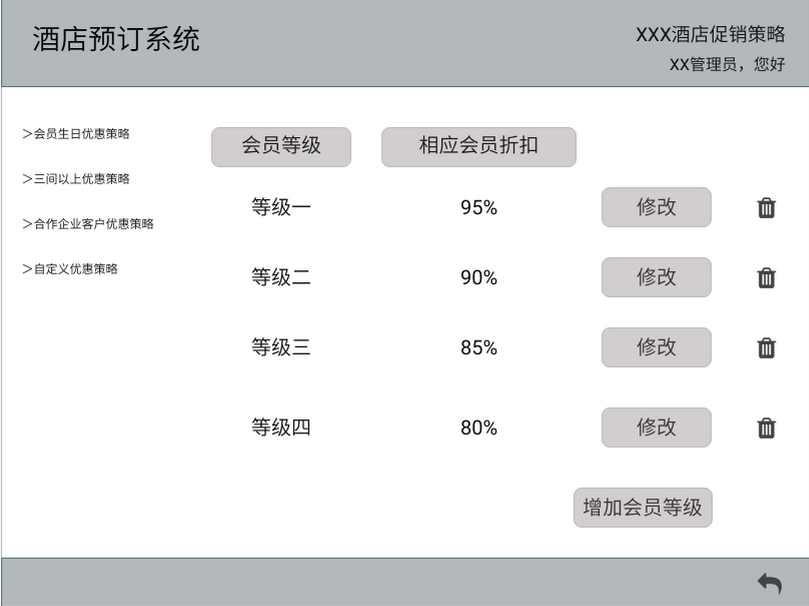 酒店预订系统
XXX酒店促销策略
XX管理员，您好
>会员生日优惠策略
>三间以上优惠策略
>合作企业客户优惠策略
>自定义优惠策略
会员等级 相应会员折扣
等级一 95% 修改
等级二 90% 修改
等级三 85% 修改
等级四 80% 修改
增加会员等级